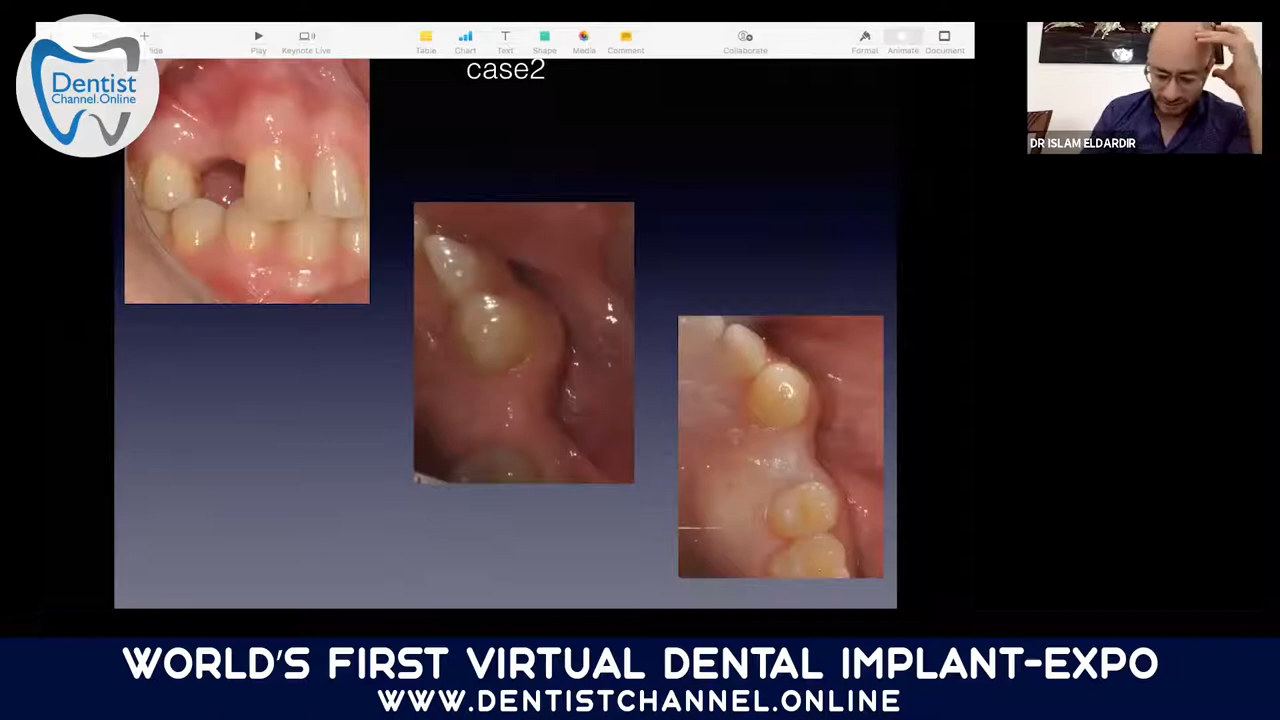 Play
Keynote Live
Table
Chart
Text
Shape
Media
Comment
Collaborate
Format
Animate
Document
Dentist
Channel.Online
case2
DR ISLAM ELDARDIR
WORLD'S FIRST VIRTUAL DENTAL IMPLANT-EXPO
WWW.DENTISTCHANNEL.ONLINE